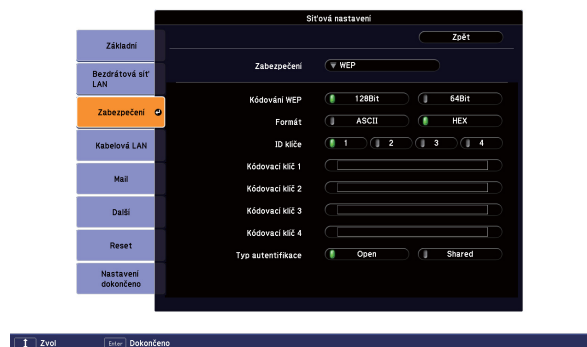 Síťová nastavení
Zpět
Základní
Bezdrátová síť
LAN
Zabezpečení
Kabelová LAN
Mail
Další
Reset
Nastavení
dokončeno
Zabezpečení WEP
Kódování WEP 128Bit 64Bit
Formát ASCII HEX
ID klíče 1 2 3 4
Kódovací klíč 1
Kódovací klíč 2
Kódovací klíč 3
Kódovací klíč 4
Typ autentifikace Open Shared
Zvol Enter Dokončeno